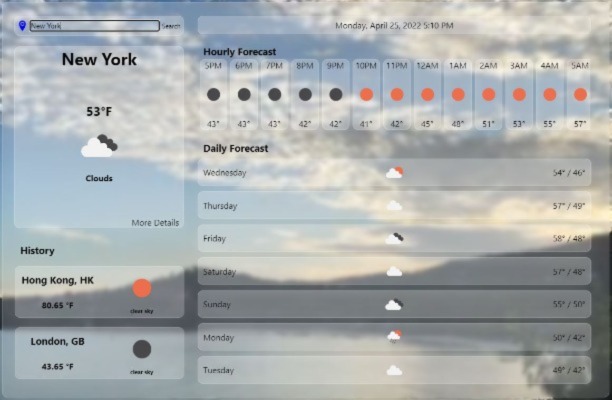 New York
Search
Monday, April 25, 2022 5:10 PM
New York
53°F
Clouds
More Details
History
Hong Kong, HK
80.65 °F
clear sky
London, GB
43.65 °F
clear sky
Hourly Forecast
5PM 6PM 7PM 8PM 9PM 10PM 11PM 12AM 1AM 2AM 3AM 4AM 5AM
43° 43° 43° 42° 42° 41° 42° 45° 48° 51° 53° 55° 57°
Daily Forecast
Wednesday 54° / 46°
Thursday 57° / 49°
Friday 58° / 48°
Saturday 57° / 48°
Sunday 55° / 50°
Monday 50° / 42°
Tuesday 49° / 42°